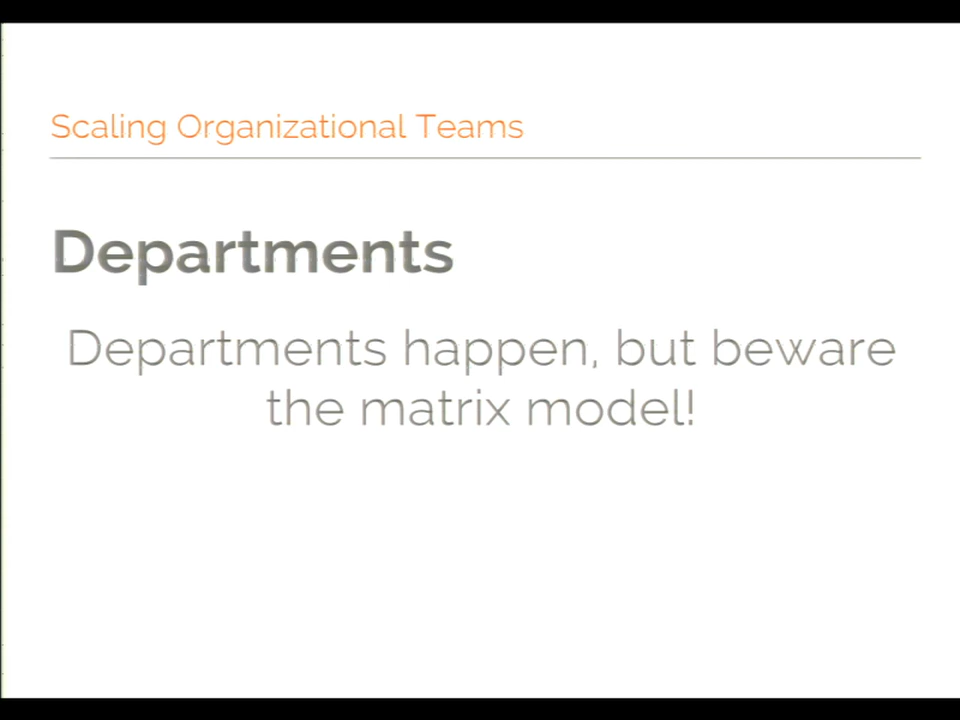 Scaling Organizational Teams
Departments
Departments happen, but beware
the matrix model!